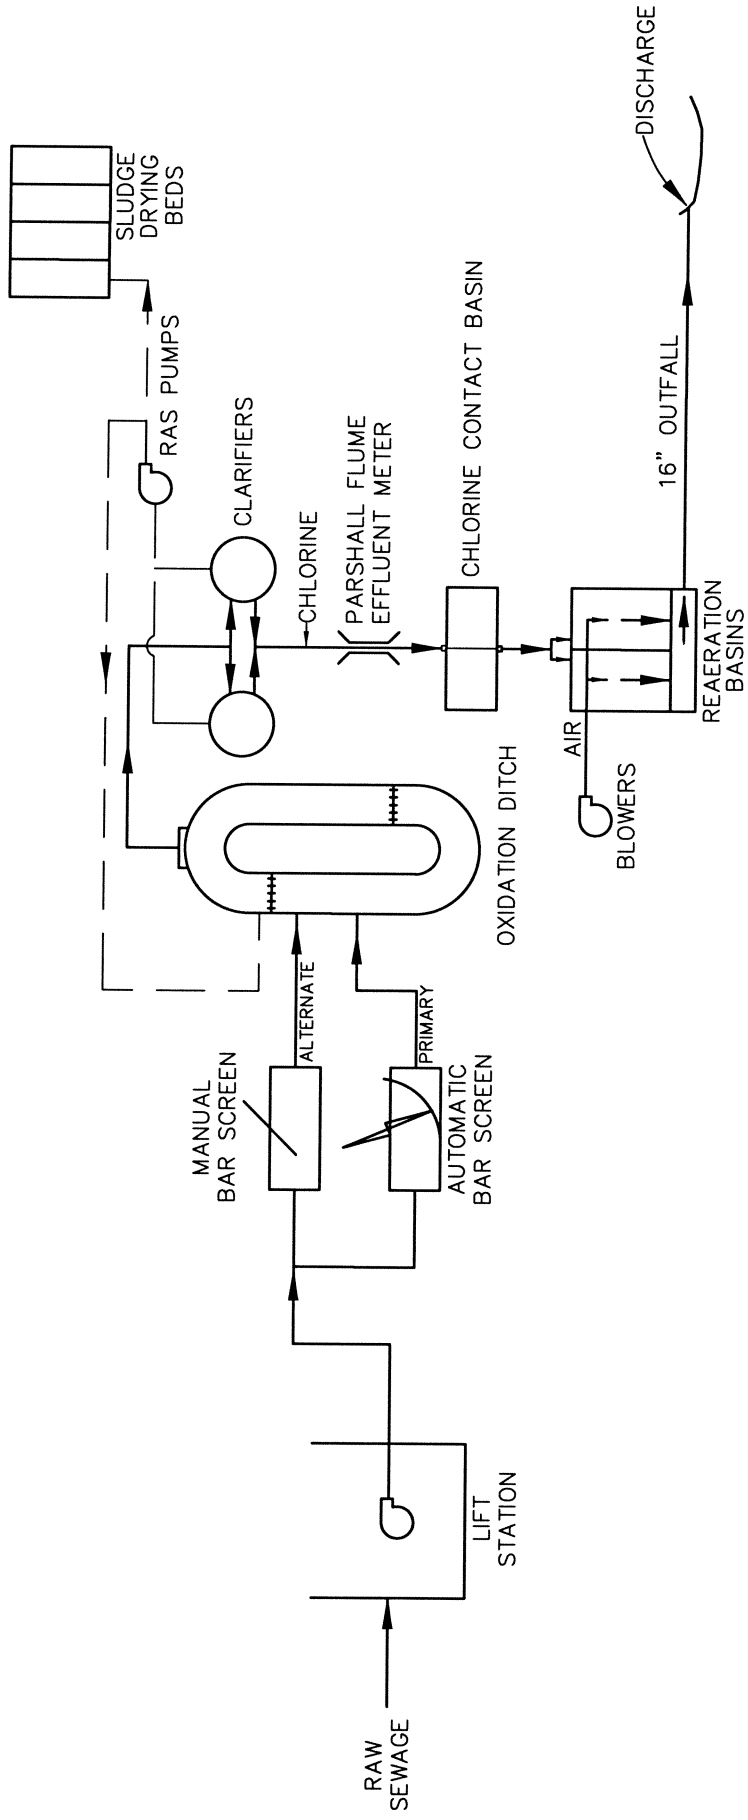 RAW
SEWAGE
LIFT
STATION
MANUAL
BAR SCREEN
ALTERNATE
AUTOMATIC
BAR SCREEN
PRIMARY
OXIDATION DITCH
SLUDGE
DRYING
BEDS
RAS PUMPS
CLARIFIERS
CHLORINE
PARSHALL FLUME
EFFLUENT METER
CHLORINE CONTACT BASIN
BLOWERS
AIR
REAERATION
BASINS
16" OUTFALL
DISCHARGE